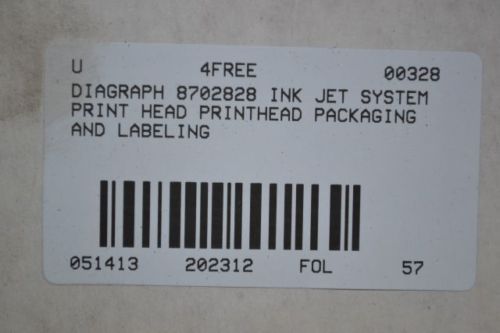 U 4FREE 00328
DIAGRAPH 8702828 INK JET SYSTEM
PRINT HEAD PRINTHEAD PACKAGING
AND LABELING
051413 202312 FOL 57